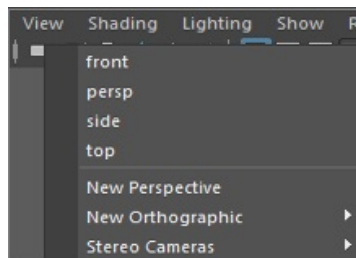 View Shading Lighting Show
front
persp
side
top
New Perspective
New Orthographic
Stereo Cameras